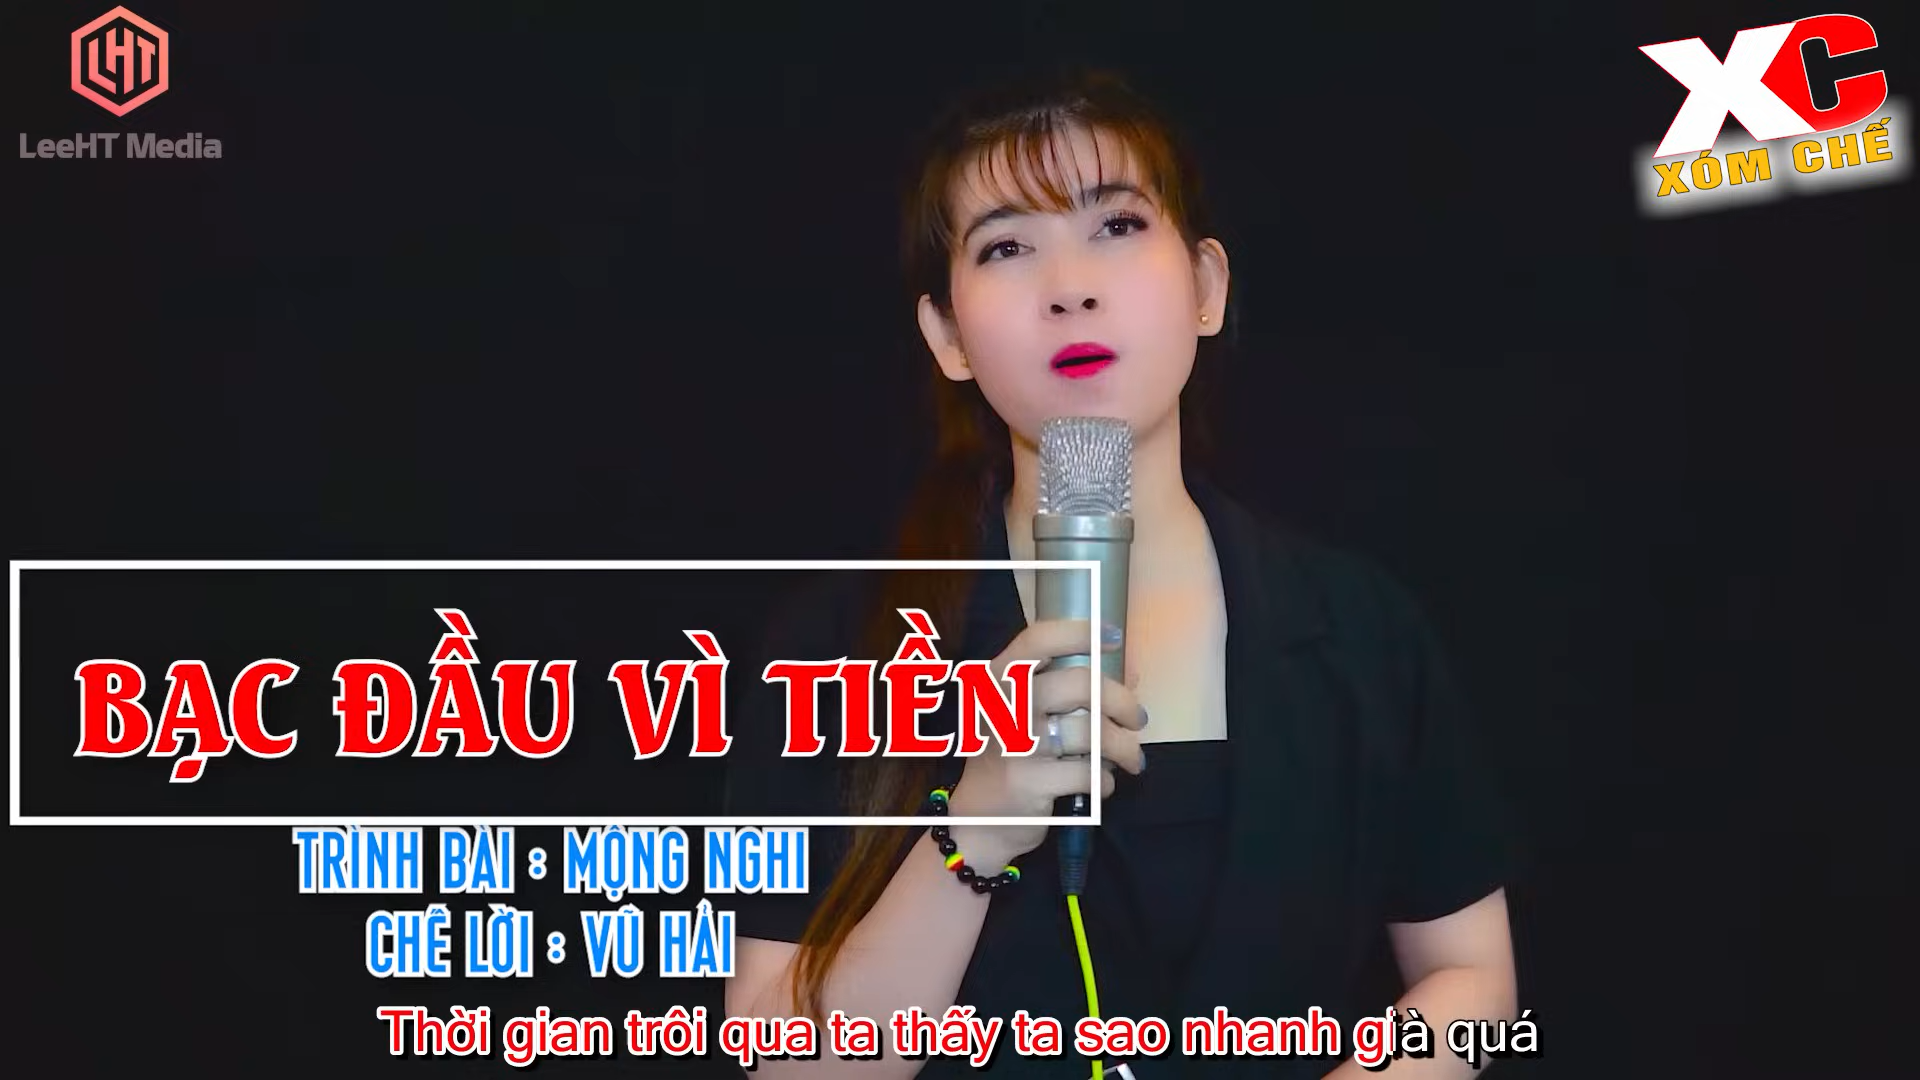 LHT
LeeHT Media
XC
XÓM CHẾ
BẠC ĐẦU VÌ TIỀN
TRÌNH BÀI : MỘNG NGHI
CHẾ LỜI : VŨ HẢI
Thời gian trôi qua ta thấy ta sao nhanh già quá